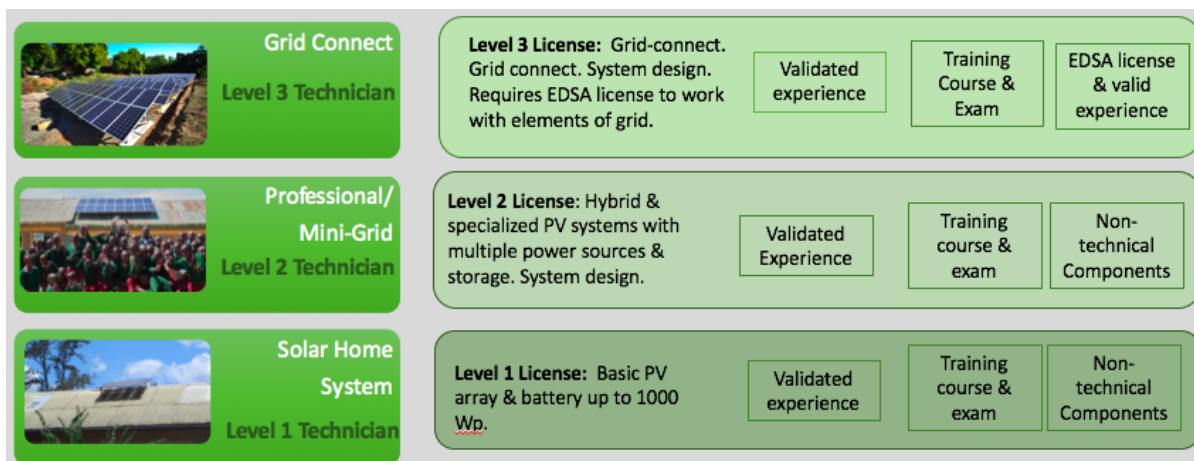 Grid Connect
Level 3 Technician
Level 3 License: Grid-connect.
Grid connect. System design.
Requires EDSA license to work
with elements of grid.
Validated
experience
Training
Course &
Exam
EDSA license
& valid
experience
Professional/
Mini-Grid
Level 2 Technician
Level 2 License: Hybrid &
specialized PV systems with
multiple power sources &
storage. System design.
Validated
Experience
Training
course &
exam
Non-
technical
Components
Solar Home
System
Level 1 Technician
Level 1 License: Basic PV
array & battery up to 1000
Wp.
Validated
experience
Training
course &
exam
Non-
technical
Components